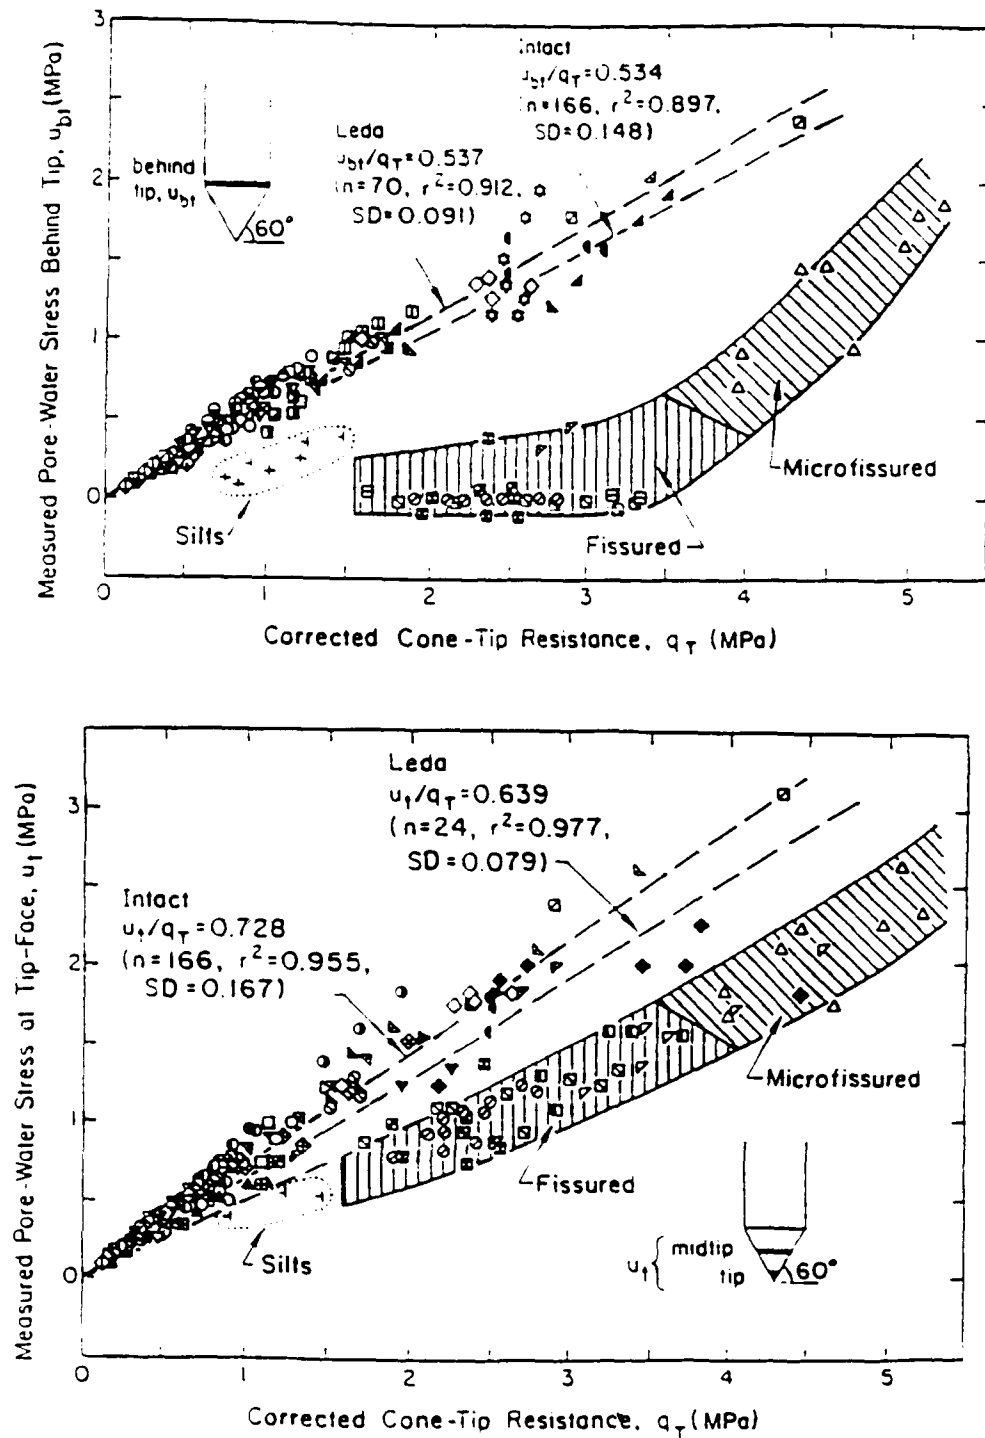 3
2
1
0
Measured Pore-Water Stress Behind Tip, u_bt (MPa)
behind
tip, u_bt
60°
Leda
u_bt/q_T=0.537
(n=70, r²=0.912,
SD=0.091)
Intact
u_bt/q_T=0.534
(n=166, r²=0.897,
SD=0.148)
Silts
Fissured
Microfissured
0 1 2 3 4 5
Corrected Cone-Tip Resistance, q_T (MPa)
3
2
1
0
Measured Pore-Water Stress at Tip-Face, u_t (MPa)
Leda
u_t/q_T=0.639
(n=24, r²=0.977,
SD=0.079)
Intact
u_t/q_T=0.728
(n=166, r²=0.955,
SD=0.167)
Microfissured
Fissured
Silts
u_t { midtip
tip
60°
0 1 2 3 4 5
Corrected Cone-Tip Resistance, q_T (MPa)